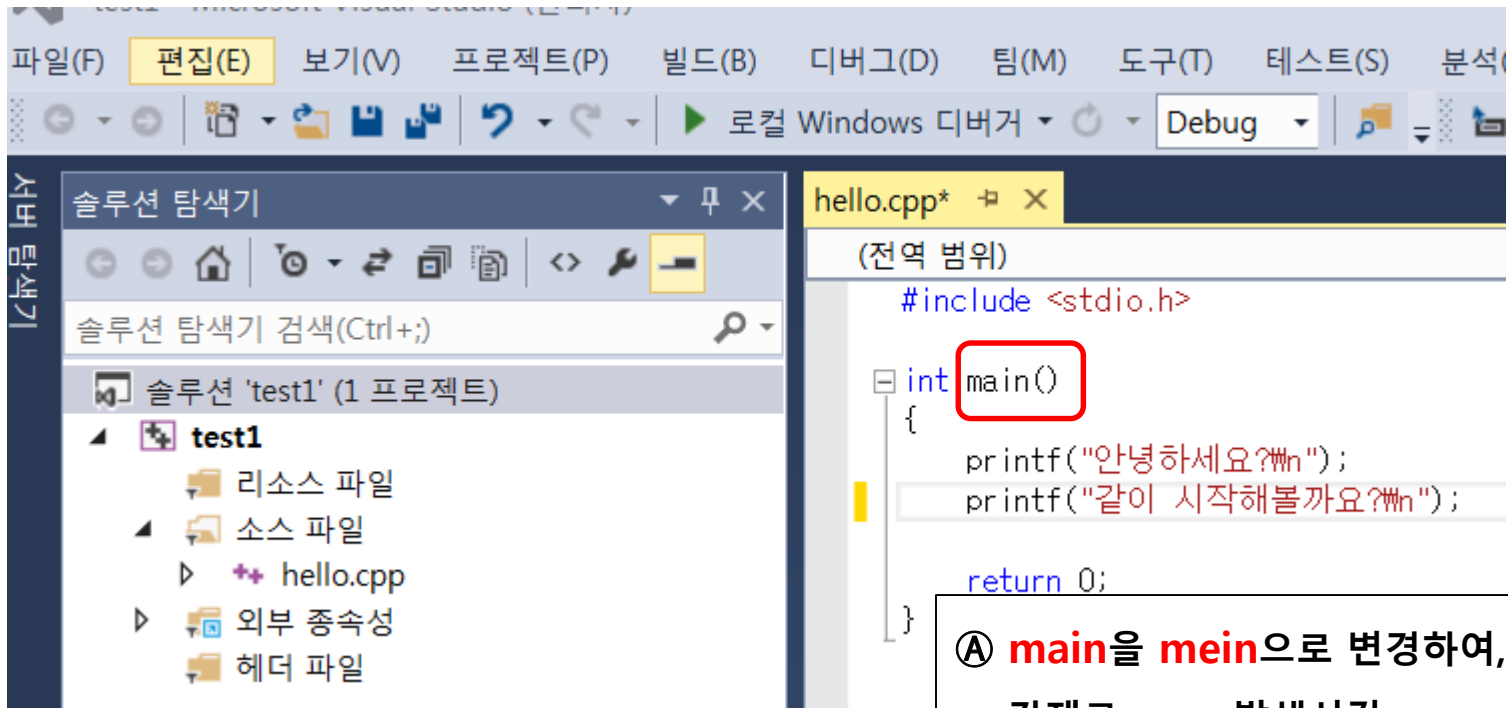 파일(F) 편집(E) 보기(V) 프로젝트(P) 빌드(B) 디버그(D) 팀(M) 도구(T) 테스트(S) 분석(
로컬 Windows 디버거 Debug
서버 탐색기
솔루션 탐색기
솔루션 탐색기 검색(Ctrl+;)
솔루션 'test1' (1 프로젝트)
test1
리소스 파일
소스 파일
hello.cpp
외부 종속성
헤더 파일
hello.cpp*
(전역 범위)
#include <stdio.h>
int main()
{
printf("안녕하세요?₩n");
printf("같이 시작해볼까요?₩n");
return 0;
}
Ⓐ main을 mein으로 변경하여,